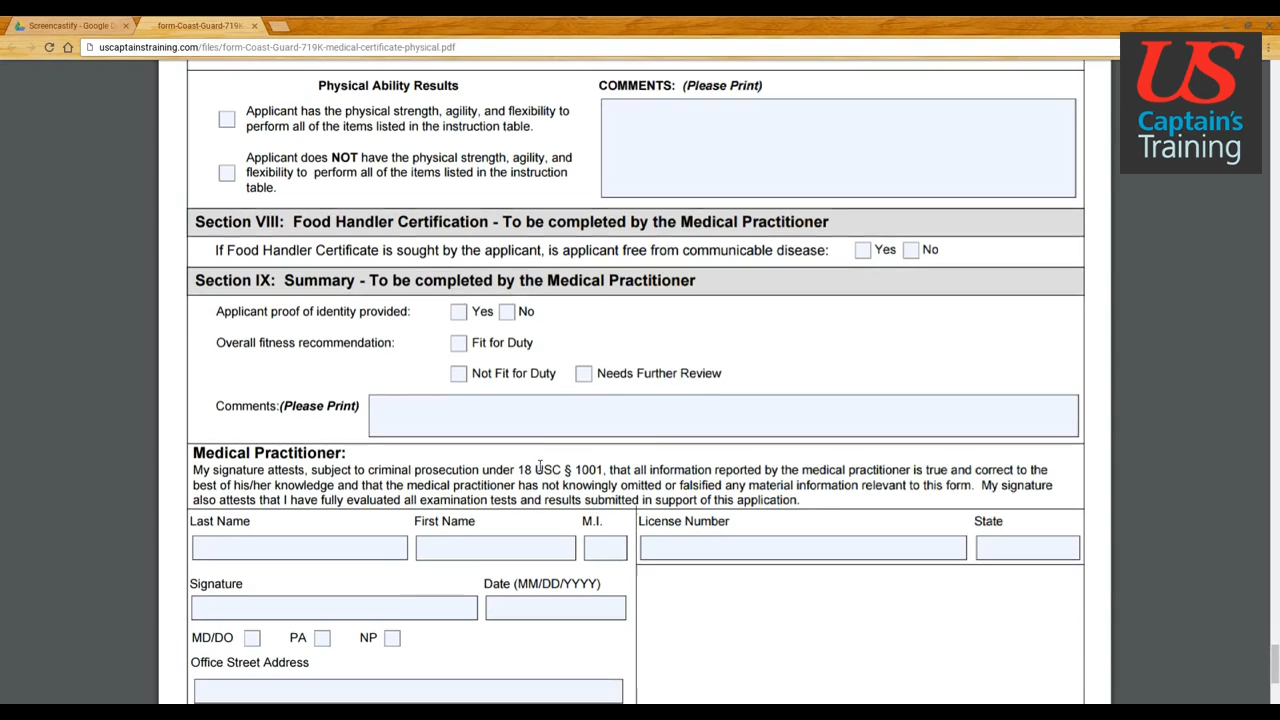 Screencastify - Google D
form-Coast-Guard-719K
uscaptainstraining.com/files/form-Coast-Guard-719K-medical-certificate-physical.pdf
US
Captain's
Training
Physical Ability Results
COMMENTS: (Please Print)
Applicant has the physical strength, agility, and flexibility to
perform all of the items listed in the instruction table.
Applicant does NOT have the physical strength, agility, and
flexibility to perform all of the items listed in the instruction
table.
Section VIII: Food Handler Certification - To be completed by the Medical Practitioner
If Food Handler Certificate is sought by the applicant, is applicant free from communicable disease: Yes No
Section IX: Summary - To be completed by the Medical Practitioner
Applicant proof of identity provided: Yes No
Overall fitness recommendation: Fit for Duty
Not Fit for Duty Needs Further Review
Comments:(Please Print)
Medical Practitioner:
My signature attests, subject to criminal prosecution under 18 USC § 1001, that all information reported by the medical practitioner is true and correct to the
best of his/her knowledge and that the medical practitioner has not knowingly omitted or falsified any material information relevant to this form. My signature
also attests that I have fully evaluated all examination tests and results submitted in support of this application.
Last Name First Name M.I. License Number State
Signature Date (MM/DD/YYYY)
MD/DO PA NP
Office Street Address